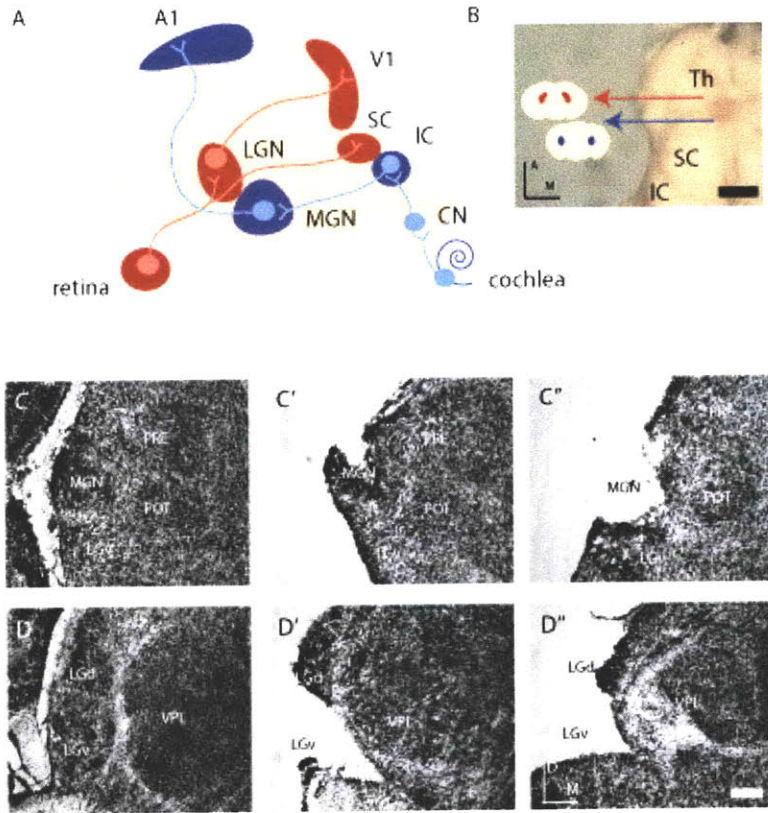 A
A1
B
V1
SC
LGN
IC
MGN
CN
retina
cochlea
Th
SC
IC
A
M
C
PRE
MGN
POT
C'
PRE
MGN
POT
C"
PRE
MGN
POT
D
LGd
VPL
LGv
D'
LGd
VPL
LGv
D"
LGd
VPL
LGv
D
M